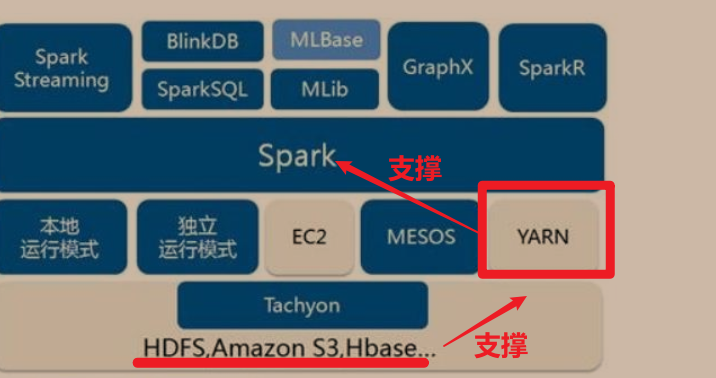 Spark
Streaming
BlinkDB
MLBase
SparkSQL
MLib
GraphX
SparkR
Spark
支撑
本地
运行模式
独立
运行模式
EC2
MESOS
YARN
Tachyon
HDFS,Amazon S3,Hbase...
支撑